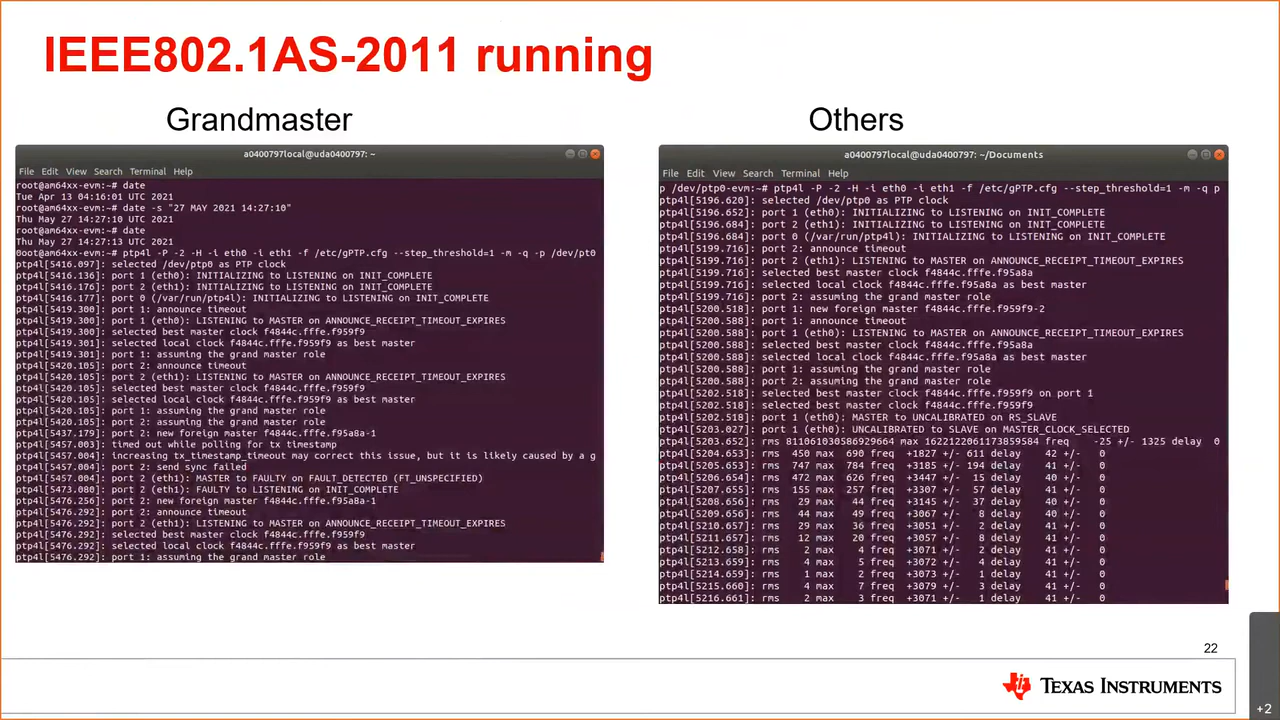 IEEE802.1AS-2011 running
Grandmaster
a0400797local@uda0400797: ~
File Edit View Search Terminal Help
root@am64xx-evm:~# date
Tue Apr 13 04:16:01 UTC 2021
root@am64xx-evm:~# date -s "27 MAY 2021 14:27:10"
Thu May 27 14:27:10 UTC 2021
root@am64xx-evm:~# date
Thu May 27 14:27:13 UTC 2021
0oot@am64xx-evm:~# ptp4l -P -2 -H -i eth0 -i eth1 -f /etc/gPTP.cfg --step_threshold=1 -m -q -p /dev/pt0
ptp4l[5416.097]: selected /dev/ptp0 as PTP clock
ptp4l[5416.136]: port 1 (eth0): INITIALIZING to LISTENING on INIT_COMPLETE
ptp4l[5416.176]: port 2 (eth1): INITIALIZING to LISTENING on INIT_COMPLETE
ptp4l[5416.177]: port 0 (/var/run/ptp4l): INITIALIZING to LISTENING on INIT_COMPLETE
ptp4l[5419.300]: port 1: announce timeout
ptp4l[5419.300]: port 1 (eth0): LISTENING to MASTER on ANNOUNCE_RECEIPT_TIMEOUT_EXPIRES
ptp4l[5419.300]: selected best master clock f4844c.fffe.f959f9
ptp4l[5419.301]: selected local clock f4844c.fffe.f959f9 as best master
ptp4l[5419.301]: port 1: assuming the grand master role
ptp4l[5420.105]: port 2: announce timeout
ptp4l[5420.105]: port 2 (eth1): LISTENING to MASTER on ANNOUNCE_RECEIPT_TIMEOUT_EXPIRES
ptp4l[5420.105]: selected best master clock f4844c.fffe.f959f9
ptp4l[5420.105]: selected local clock f4844c.fffe.f959f9 as best master
ptp4l[5420.105]: port 1: assuming the grand master role
ptp4l[5420.105]: port 2: assuming the grand master role
ptp4l[5437.179]: port 2: new foreign master f4844c.fffe.f95a8a-1
ptp4l[5457.003]: timed out while polling for tx timestamp
ptp4l[5457.004]: increasing tx_timestamp_timeout may correct this issue, but it is likely caused by a g
ptp4l[5457.004]: port 2: send sync failed
ptp4l[5457.004]: port 2 (eth1): MASTER to FAULTY on FAULT_DETECTED (FT_UNSPECIFIED)
ptp4l[5473.080]: port 2 (eth1): FAULTY to LISTENING on INIT_COMPLETE
ptp4l[5476.256]: port 2: new foreign master f4844c.fffe.f95a8a-1
ptp4l[5476.292]: port 2: announce timeout
ptp4l[5476.292]: port 2 (eth1): LISTENING to MASTER on ANNOUNCE_RECEIPT_TIMEOUT_EXPIRES
ptp4l[5476.292]: selected best master clock f4844c.fffe.f959f9
ptp4l[5476.292]: selected local clock f4844c.fffe.f959f9 as best master
ptp4l[5476.292]: port 1: assuming the grand master role
Others
a0400797local@uda0400797: ~/Documents
File Edit View Search Terminal Help
p /dev/ptp0-evm:~# ptp4l -P -2 -H -i eth0 -i eth1 -f /etc/gPTP.cfg --step_threshold=1 -m -q p
ptp4l[5196.620]: selected /dev/ptp0 as PTP clock
ptp4l[5196.652]: port 1 (eth0): INITIALIZING to LISTENING on INIT_COMPLETE
ptp4l[5196.684]: port 2 (eth1): INITIALIZING to LISTENING on INIT_COMPLETE
ptp4l[5196.684]: port 0 (/var/run/ptp4l): INITIALIZING to LISTENING on INIT_COMPLETE
ptp4l[5199.716]: port 2: announce timeout
ptp4l[5199.716]: port 2 (eth1): LISTENING to MASTER on ANNOUNCE_RECEIPT_TIMEOUT_EXPIRES
ptp4l[5199.716]: selected best master clock f4844c.fffe.f95a8a
ptp4l[5199.716]: selected local clock f4844c.fffe.f95a8a as best master
ptp4l[5199.716]: port 2: assuming the grand master role
ptp4l[5200.518]: port 1: new foreign master f4844c.fffe.f959f9-2
ptp4l[5200.588]: port 1: announce timeout
ptp4l[5200.588]: port 1 (eth0): LISTENING to MASTER on ANNOUNCE_RECEIPT_TIMEOUT_EXPIRES
ptp4l[5200.588]: selected best master clock f4844c.fffe.f95a8a
ptp4l[5200.588]: selected local clock f4844c.fffe.f95a8a as best master
ptp4l[5200.588]: port 1: assuming the grand master role
ptp4l[5200.588]: port 2: assuming the grand master role
ptp4l[5202.518]: selected best master clock f4844c.fffe.f959f9 on port 1
ptp4l[5202.518]: selected best master clock f4844c.fffe.f959f9
ptp4l[5202.518]: port 1 (eth0): MASTER to UNCALIBRATED on RS_SLAVE
ptp4l[5203.027]: port 1 (eth0): UNCALIBRATED to SLAVE on MASTER_CLOCK_SELECTED
ptp4l[5203.652]: rms 811061030586929664 max 1622122061173859584 freq -25 +/- 1325 delay 0
ptp4l[5204.653]: rms 450 max 690 freq +1827 +/- 611 delay 42 +/- 0
ptp4l[5205.653]: rms 747 max 784 freq +3185 +/- 194 delay 41 +/- 0
ptp4l[5206.654]: rms 472 max 626 freq +3447 +/- 15 delay 40 +/- 0
ptp4l[5207.655]: rms 155 max 257 freq +3307 +/- 57 delay 41 +/- 0
ptp4l[5208.656]: rms 29 max 44 freq +3145 +/- 37 delay 40 +/- 0
ptp4l[5209.656]: rms 44 max 49 freq +3067 +/- 8 delay 40 +/- 0
ptp4l[5210.657]: rms 29 max 36 freq +3051 +/- 2 delay 41 +/- 0
ptp4l[5211.657]: rms 12 max 20 freq +3057 +/- 8 delay 41 +/- 0
ptp4l[5212.658]: rms 2 max 4 freq +3071 +/- 2 delay 41 +/- 0
ptp4l[5213.659]: rms 4 max 5 freq +3072 +/- 4 delay 41 +/- 0
ptp4l[5214.659]: rms 1 max 2 freq +3073 +/- 1 delay 41 +/- 0
ptp4l[5215.660]: rms 4 max 7 freq +3079 +/- 3 delay 41 +/- 0
ptp4l[5216.661]: rms 2 max 3 freq +3071 +/- 1 delay 41 +/- 0
22
TEXAS INSTRUMENTS
+2